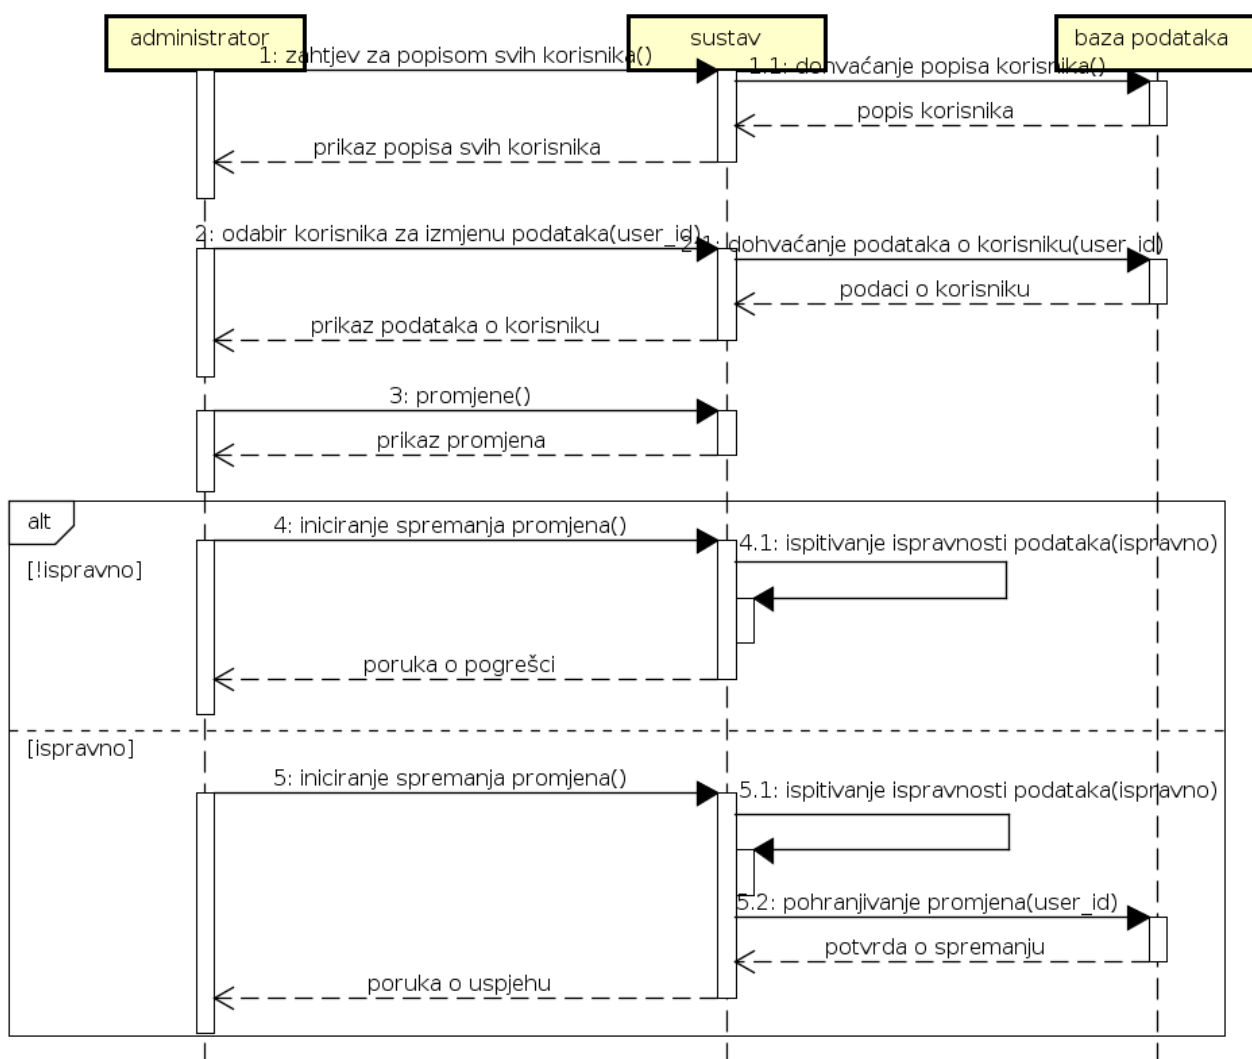 administrator
sustav
baza podataka
1: zahtjev za popisom svih korisnika()
1.1: dohvaćanje popisa korisnika()
popis korisnika
prikaz popisa svih korisnika
2: odabir korisnika za izmjenu podataka(user_id)
2.1: dohvaćanje podataka o korisniku(user_id)
podaci o korisniku
prikaz podataka o korisniku
3: promjene()
prikaz promjena
alt
4: iniciranje spremanja promjena()
4.1: ispitivanje ispravnosti podataka(ispravno)
[!ispravno]
poruka o pogrešci
[ispravno]
5: iniciranje spremanja promjena()
5.1: ispitivanje ispravnosti podataka(ispravno)
5.2: pohranjivanje promjena(user_id)
potvrda o spremanju
poruka o uspjehu